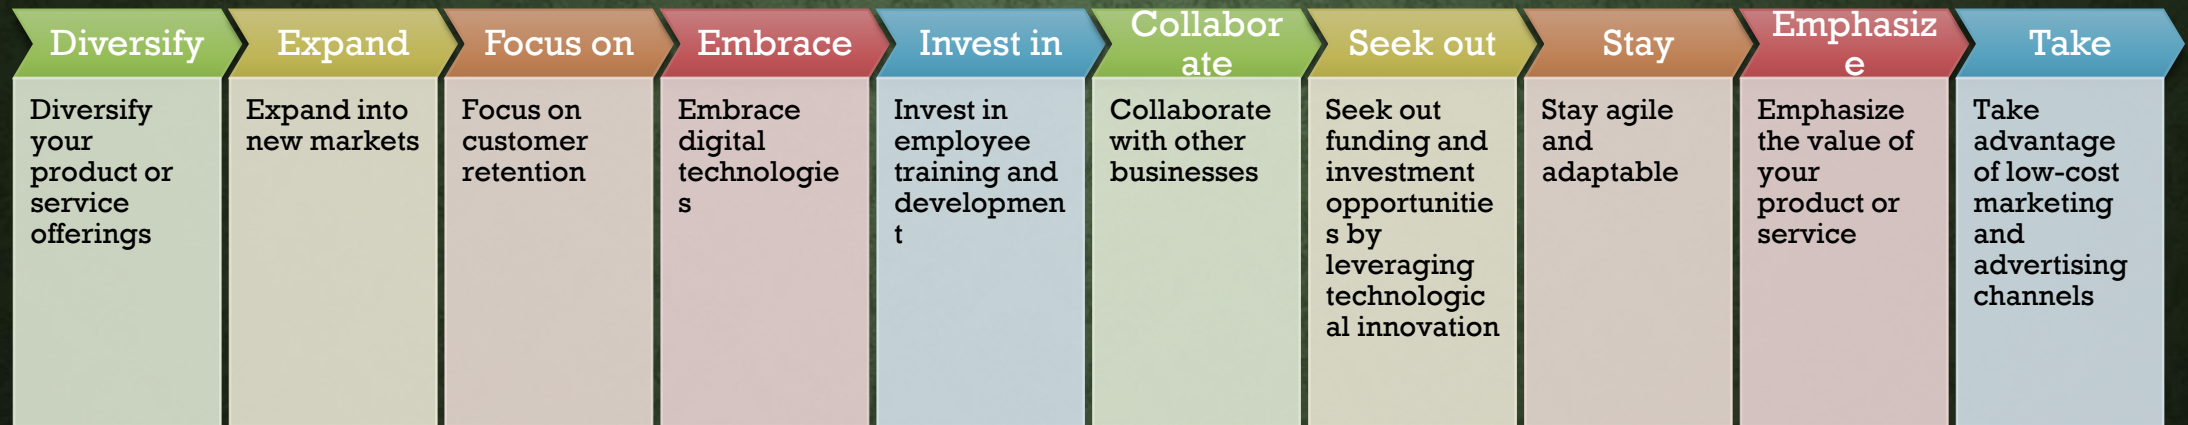 Diversify
Diversify
your
product or
service
offerings
Expand
Expand into
new markets
Focus on
Focus on
customer
retention
Embrace
Embrace
digital
technologie
s
Invest in
Invest in
employee
training and
developmen
t
Collabor
ate
Collaborate
with other
businesses
Seek out
Seek out
funding and
investment
opportunitie
s by
leveraging
technologic
al innovation
Stay
Stay agile
and
adaptable
Emphasiz
e
Emphasize
the value of
your
product or
service
Take
Take
advantage
of low-cost
marketing
and
advertising
channels